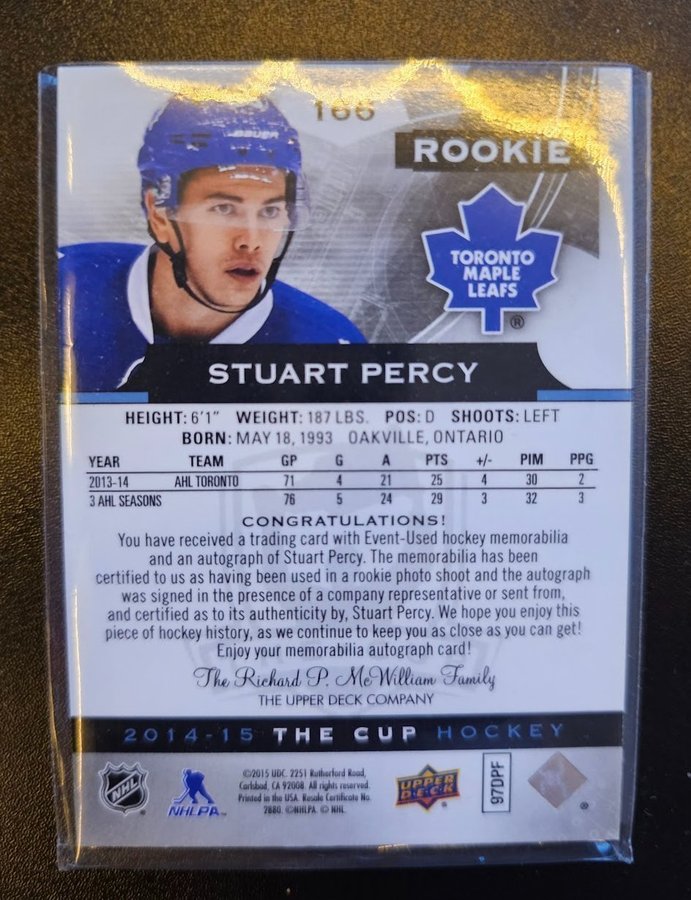 166
BAUER
ROOKIE
TORONTO
MAPLE
LEAFS
®
STUART PERCY
HEIGHT: 6'1" WEIGHT: 187 LBS. POS: D SHOOTS: LEFT
BORN: MAY 18, 1993 OAKVILLE, ONTARIO
YEAR TEAM GP G A PTS +/- PIM PPG
2013-14 AHL TORONTO 71 4 21 25 4 30 2
3 AHL SEASONS 76 5 24 29 3 32 3
CONGRATULATIONS!
You have received a trading card with Event-Used hockey memorabilia
and an autograph of Stuart Percy. The memorabilia has been
certified to us as having been used in a rookie photo shoot and the autograph
was signed in the presence of a company representative or sent from,
and certified as to its authenticity by, Stuart Percy. We hope you enjoy this
piece of hockey history, as we continue to keep you as close as you can get!
Enjoy your memorabilia autograph card!
The Richard P. McWilliam Family
THE UPPER DECK COMPANY
2014-15 THE CUP HOCKEY
NHL
NHLPA
©2015 UDC. 2251 Rutherford Road,
Carlsbad, CA 92008. All rights reserved.
Printed in the USA. Resale Certificate No.
2880. ©NHLPA. © NHL.
UPPER
DECK
®
97DPF
®